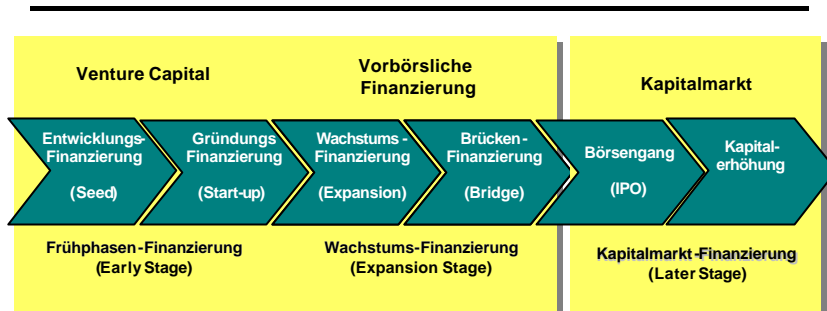 Venture Capital
Vorbörsliche
Finanzierung
Kapitalmarkt
Entwicklungs-
Finanzierung
(Seed)
Gründungs
Finanzierung
(Start-up)
Wachstums -
Finanzierung
(Expansion)
Brücken -
Finanzierung
(Bridge)
Börsengang
(IPO)
Kapital-
erhöhung
Frühphasen-Finanzierung
(Early Stage)
Wachstums-Finanzierung
(Expansion Stage)
Kapitalmarkt-Finanzierung
(Later Stage)